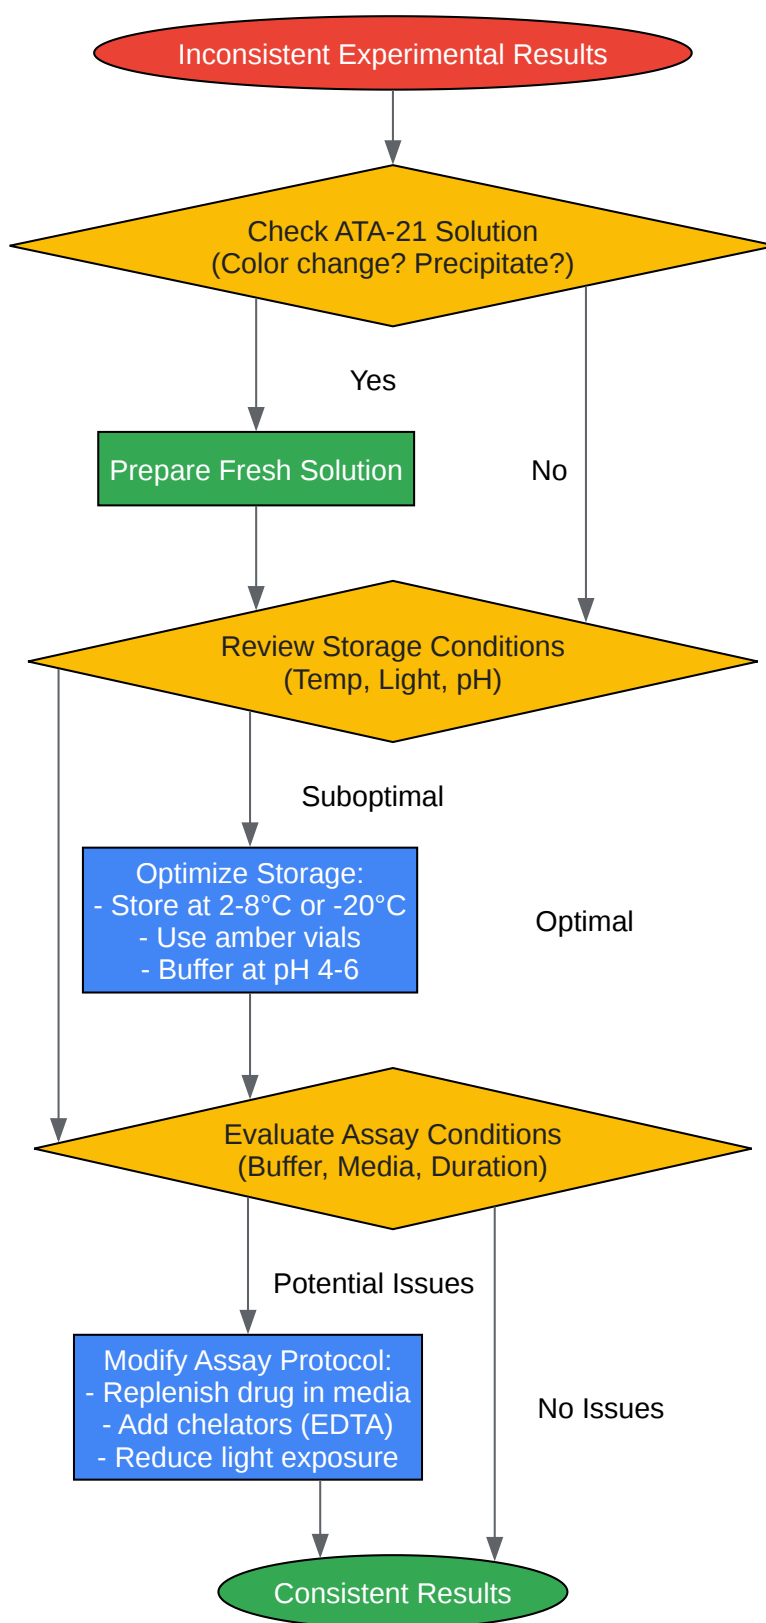 Inconsistent Experimental Results
Check ATA-21 Solution
(Color change? Precipitate?)
Yes
Prepare Fresh Solution
No
Review Storage Conditions
(Temp, Light, pH)
Suboptimal
Optimize Storage:
- Store at 2-8°C or -20°C
- Use amber vials
- Buffer at pH 4-6
Optimal
Evaluate Assay Conditions
(Buffer, Media, Duration)
Potential Issues
Modify Assay Protocol:
- Replenish drug in media
- Add chelators (EDTA)
- Reduce light exposure
No Issues
Consistent Results